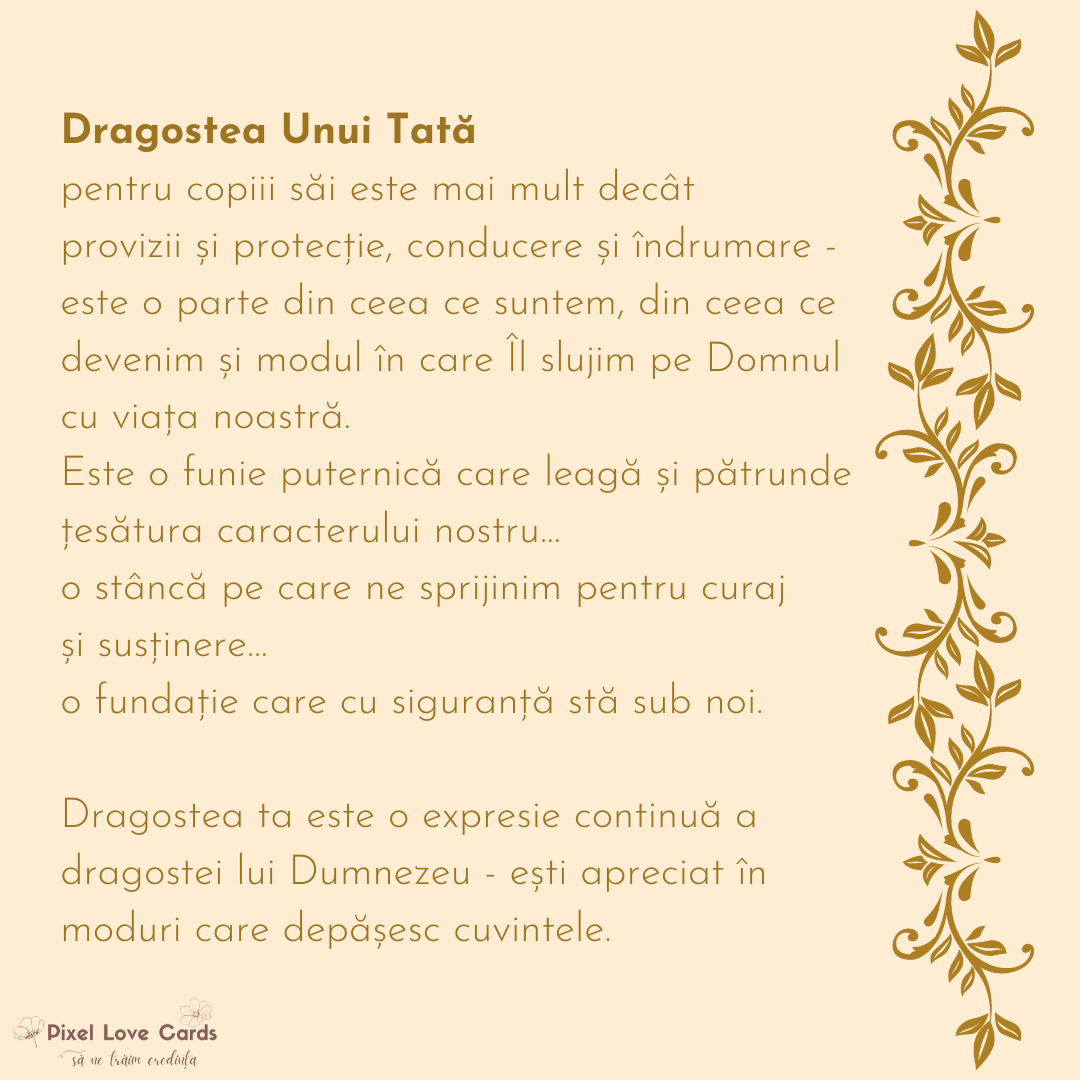 Dragostea Unui Tată
pentru copiii săi este mai mult decât
provizii și protecție, conducere și îndrumare -
este o parte din ceea ce suntem, din ceea ce
devenim și modul în care Îl slujim pe Domnul
cu viața noastră.
Este o funie puternică care leagă și pătrunde
țesătura caracterului nostru...
o stâncă pe care ne sprijinim pentru curaj
și susținere...
o fundație care cu siguranță stă sub noi.
Dragostea ta este o expresie continuă a
dragostei lui Dumnezeu - ești apreciat în
moduri care depășesc cuvintele.
Pixel Love Cards
să ne trăim credința